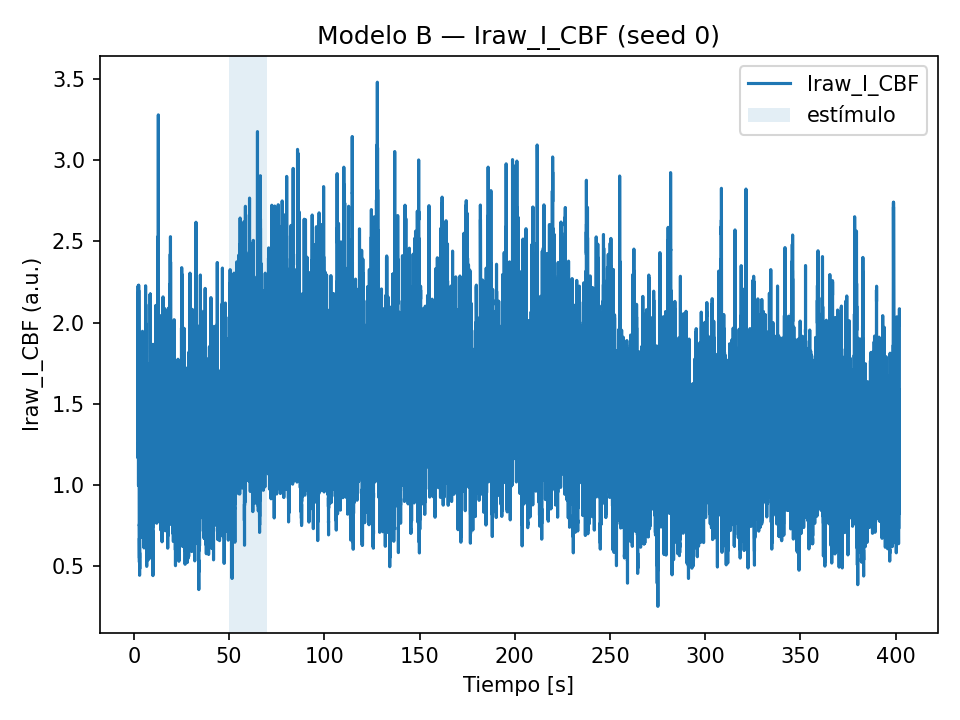 Modelo B — Iraw_I_CBF (seed 0)
Iraw_I_CBF
estímulo
Iraw_I_CBF (a.u.)
3.5
3.0
2.5
2.0
1.5
1.0
0.5
0 50 100 150 200 250 300 350 400
Tiempo [s]